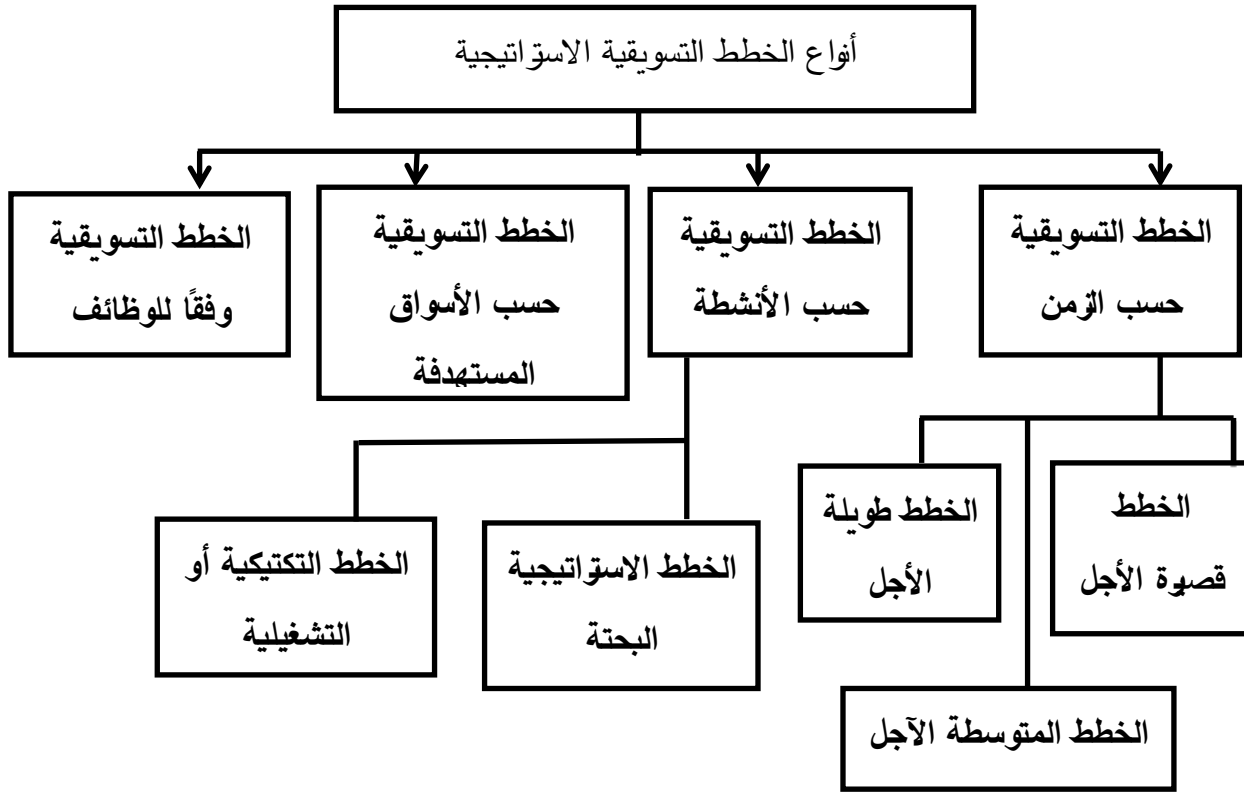 أنواع الخطط التسويقية الاستراتيجية
الخطط التسويقية
حسب الزمن
الخطط التسويقية
حسب الأنشطة
الخطط التسويقية
حسب الأسواق
المستهدفة
الخطط التسويقية
وفقًا للوظائف
الخطط
قصيرة الأجل
الخطط طويلة
الأجل
الخطط المتوسطة الآجل
الخطط الاستراتيجية
البحتة
الخطط التكتيكية أو
التشغيلية